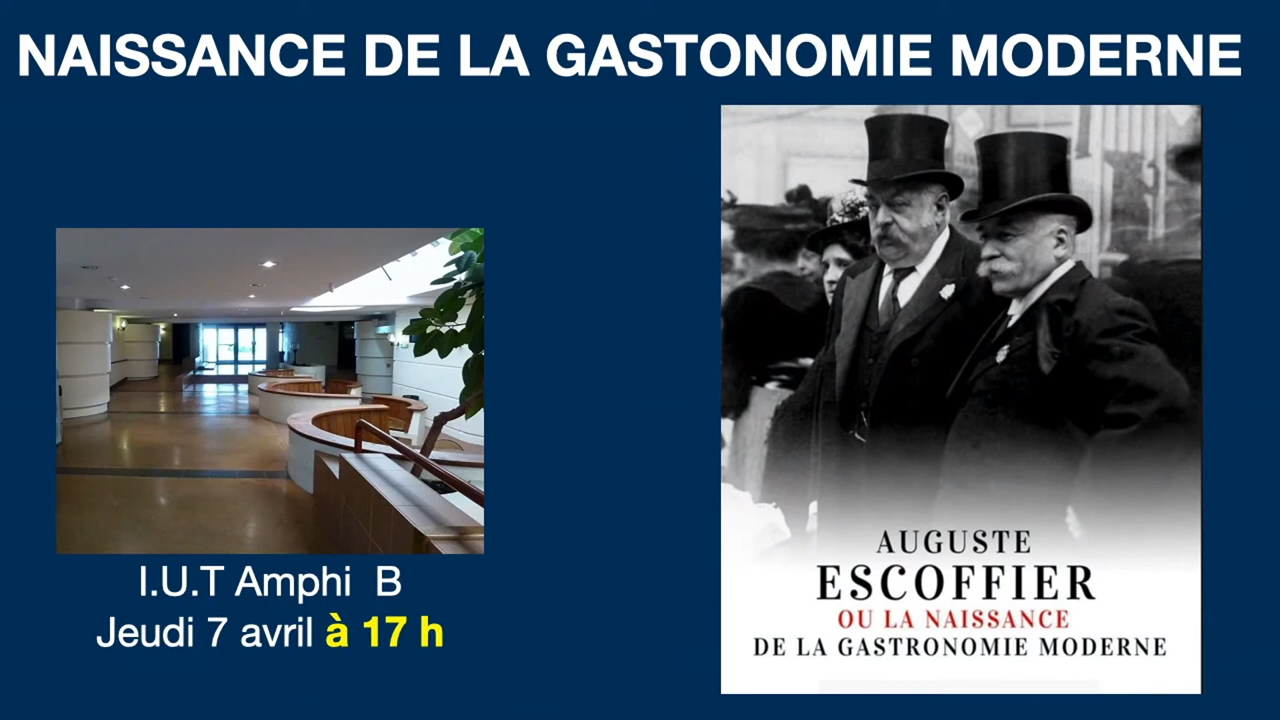 NAISSANCE DE LA GASTONOMIE MODERNE
I.U.T Amphi B
Jeudi 7 avril à 17 h
AUGUSTE
ESCOFFIER
OU LA NAISSANCE
DE LA GASTRONOMIE MODERNE